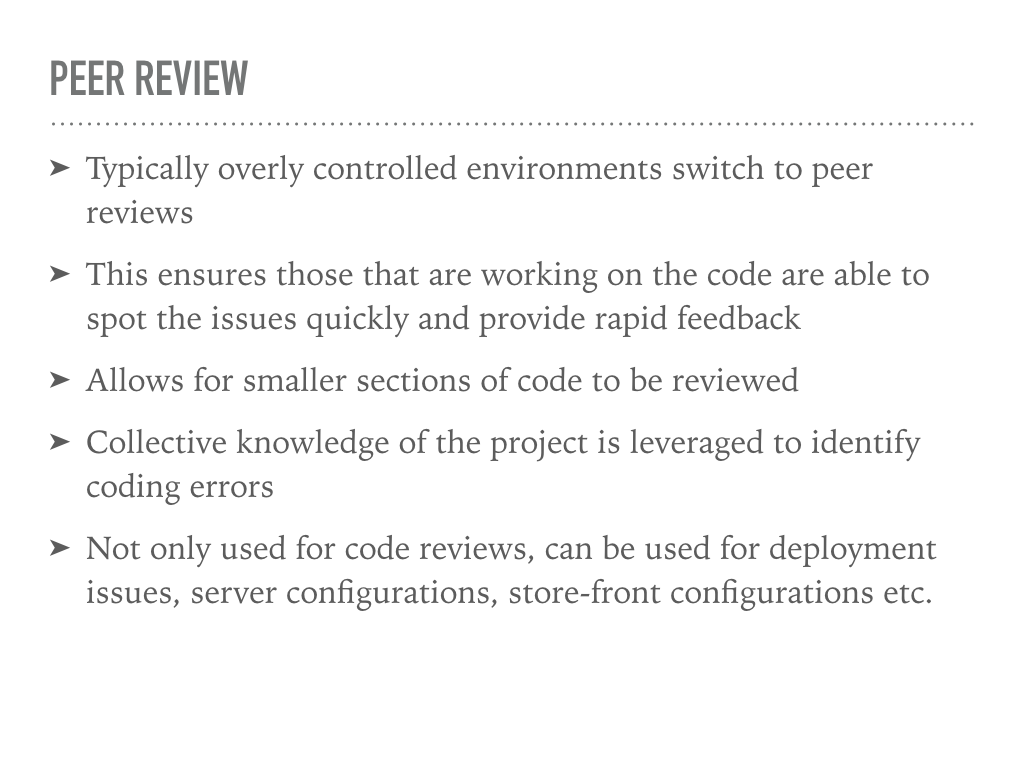 PEER REVIEW
➤ Typically overly controlled environments switch to peer
reviews
➤ This ensures those that are working on the code are able to
spot the issues quickly and provide rapid feedback
➤ Allows for smaller sections of code to be reviewed
➤ Collective knowledge of the project is leveraged to identify
coding errors
➤ Not only used for code reviews, can be used for deployment
issues, server configurations, store-front configurations etc.